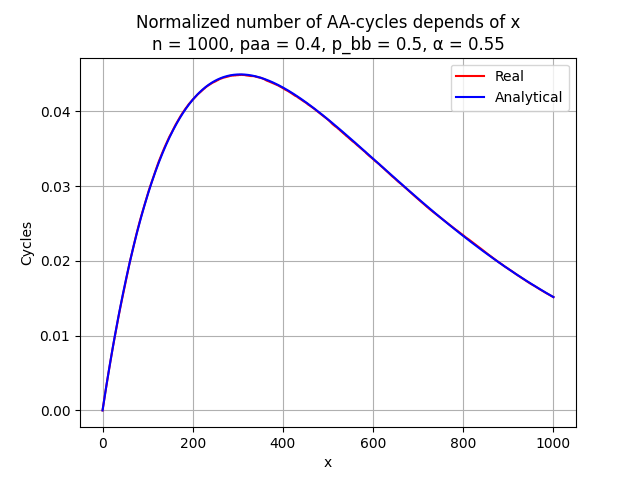 Normalized number of AA-cycles depends of x
n = 1000, paa = 0.4, p_bb = 0.5, α = 0.55
Real
Analytical
0.04
0.03
0.02
0.01
0.00
Cycles
0 200 400 600 800 1000
x